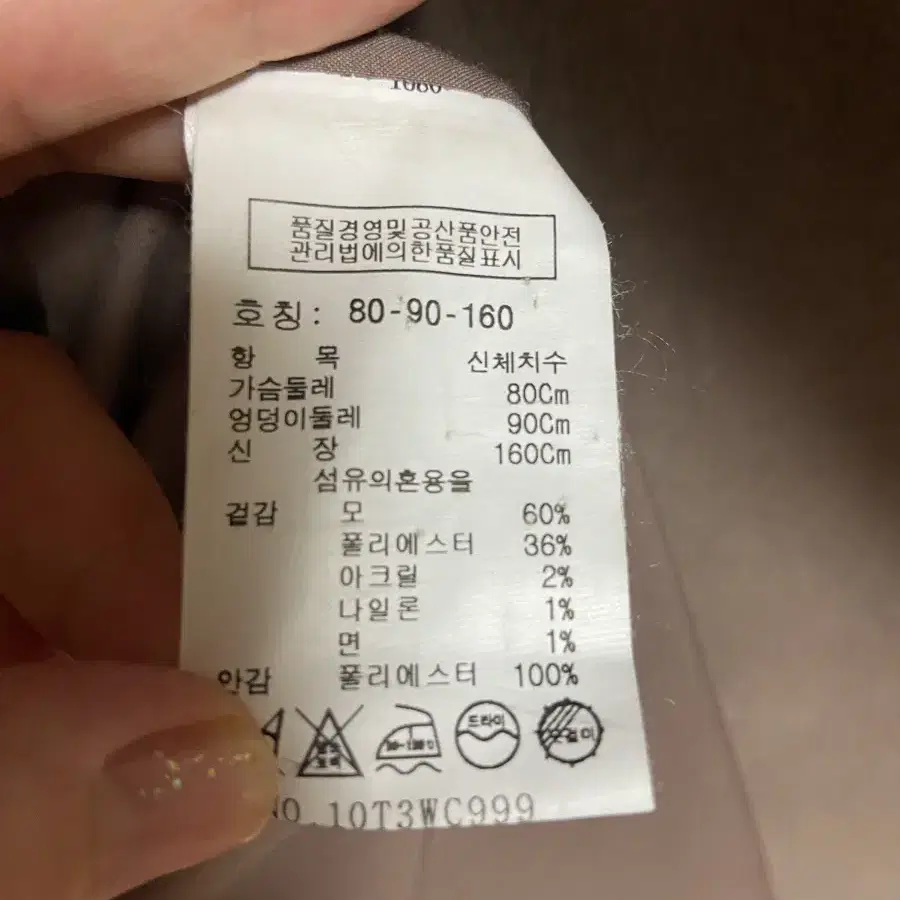 1080
품질경영및공산품안전
관리법에의한품질표시
호칭: 80-90-160
항 목 신체치수
가슴둘레 80Cm
엉덩이둘레 90Cm
신 장 160Cm
섬유의혼용율
겉감 모 60%
폴리에스터 36%
아크릴 2%
나일론 1%
면 1%
안감 폴리에스터 100%
드라이
NO.10T3WC999